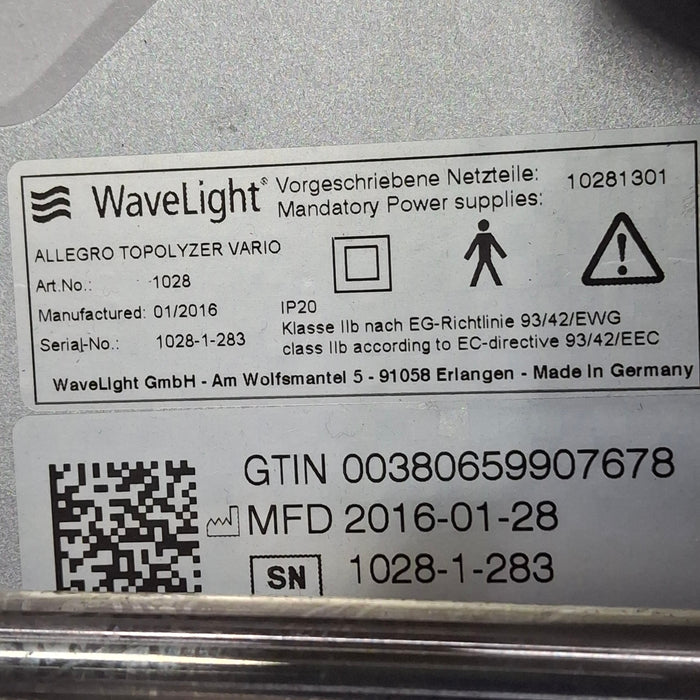 WaveLight® Vorgeschriebene Netzteile: 10281301
Mandatory Power supplies:
ALLEGRO TOPOLYZER VARIO
Art.No.: 1028
Manufactured: 01/2016
IP20
Serial-No.: 1028-1-283
Klasse IIb nach EG-Richtlinie 93/42/EWG
class IIb according to EC-directive 93/42/EEC
WaveLight GmbH - Am Wolfsmantel 5 - 91058 Erlangen - Made In Germany
GTIN 00380659907678
MFD 2016-01-28
SN 1028-1-283